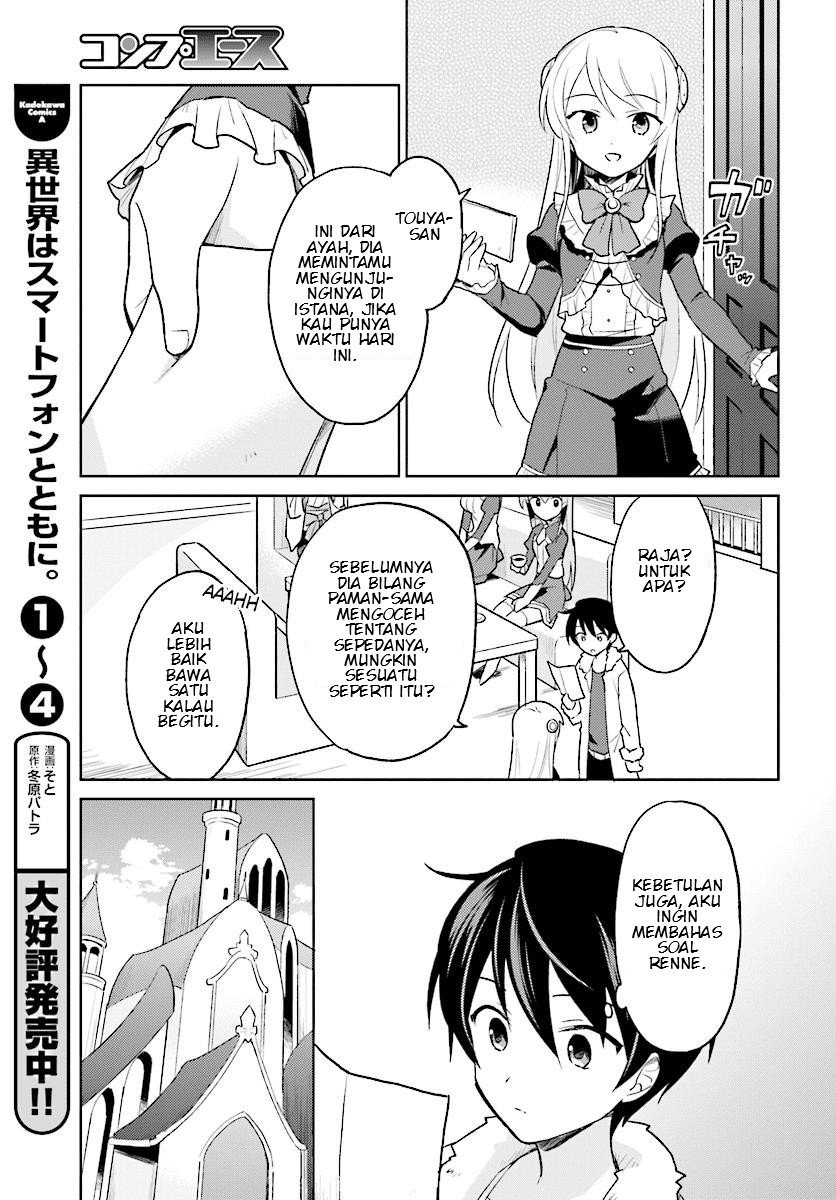 コンプエース
Kadokawa
Comics
A
異世界はスマートフォンとともに。
1~4
漫画：そと
原作：冬原パトラ
大好評発売中!!
ガチャッ
TOUYA-
SAN
INI DARI
AYAH, DIA
MEMINTAMU
MENGUNJU-
NGINYA DI
ISTANA, JIKA
KAU PUNYA
WAKTU HARI
INI.
RAJA?
UNTUK
APA?
SEBELUMNYA
DIA BILANG
PAMAN-SAMA
MENGOCEH
TENTANG
SEPEDANYA,
MUNGKIN
SESUATU
SEPERTI ITU?
AAAHH
AKU
LEBIH
BAIK
BAWA
SATU
KALAU
BEGITU.
KEBETULAN
JUGA, AKU
INGIN
MEMBAHAS
SOAL
RENNE.